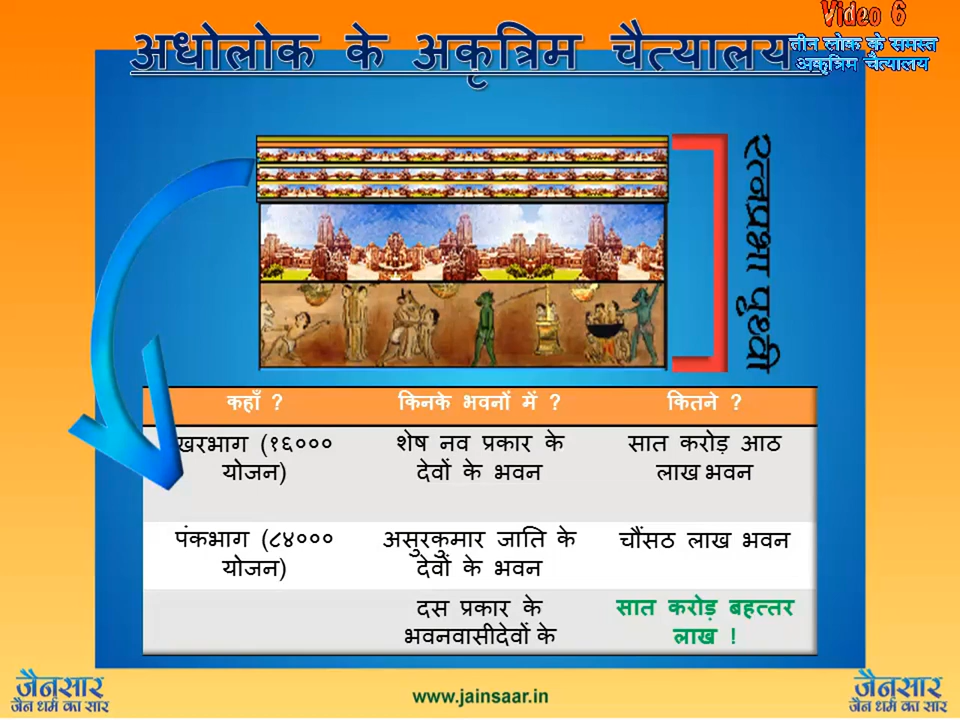 Video 6
तीन लोक के समस्त
अकृत्रिम चैत्यालय
अधोलोक के अकृत्रिम चैत्यालय
रत्नप्रभा पृथ्वी
कहाँ ?
किनके भवनों में ?
कितने ?
खरभाग (१६०००
योजन)
शेष नव प्रकार के
देवों के भवन
सात करोड़ आठ
लाख भवन
पंकभाग (८४०००
योजन)
असुरकुमार जाति के
देवों के भवन
चौंसठ लाख भवन
दस प्रकार के
भवनवासीदेवों के
सात करोड़ बहत्तर
लाख !
जैनसार
जैन धर्म का सार
www.jainsaar.in
जैनसार
जैन धर्म का सार